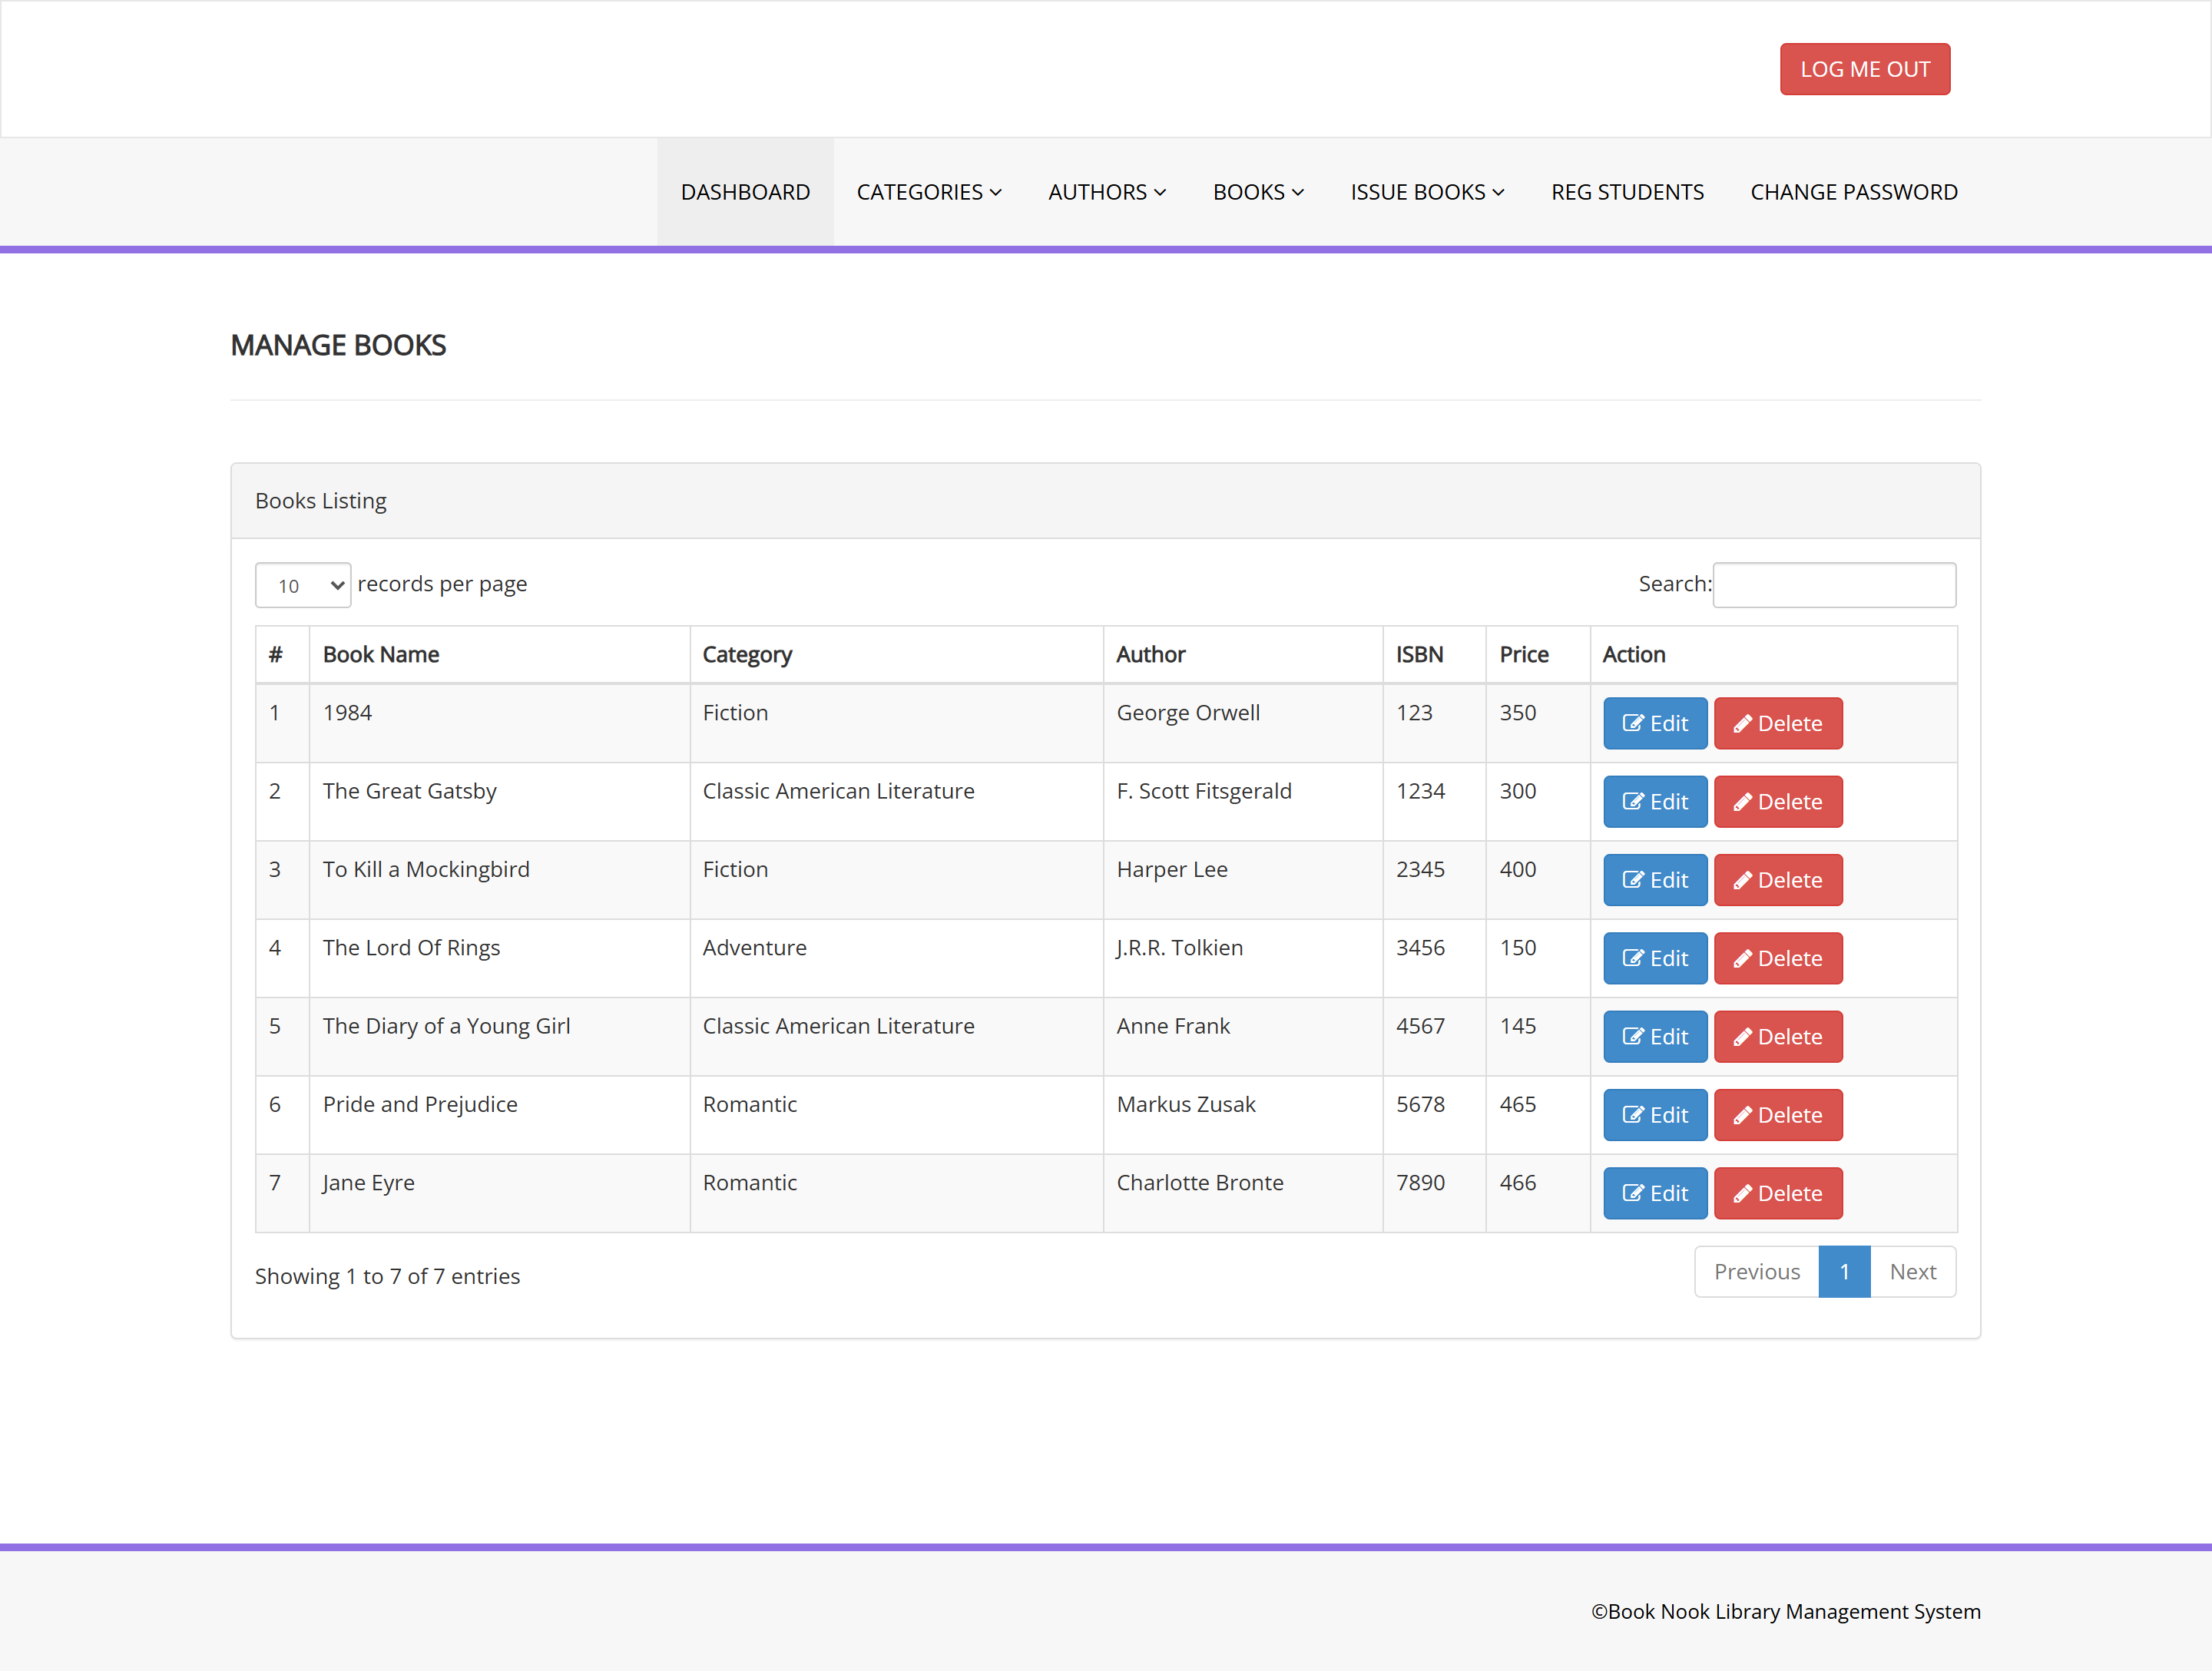 LOG ME OUT
DASHBOARD CATEGORIES AUTHORS BOOKS ISSUE BOOKS REG STUDENTS CHANGE PASSWORD
MANAGE BOOKS
Books Listing
10 records per page Search:
# Book Name Category Author ISBN Price Action
1 1984 Fiction George Orwell 123 350 Edit Delete
2 The Great Gatsby Classic American Literature F. Scott Fitsgerald 1234 300 Edit Delete
3 To Kill a Mockingbird Fiction Harper Lee 2345 400 Edit Delete
4 The Lord Of Rings Adventure J.R.R. Tolkien 3456 150 Edit Delete
5 The Diary of a Young Girl Classic American Literature Anne Frank 4567 145 Edit Delete
6 Pride and Prejudice Romantic Markus Zusak 5678 465 Edit Delete
7 Jane Eyre Romantic Charlotte Bronte 7890 466 Edit Delete
Showing 1 to 7 of 7 entries Previous 1 Next
©Book Nook Library Management System